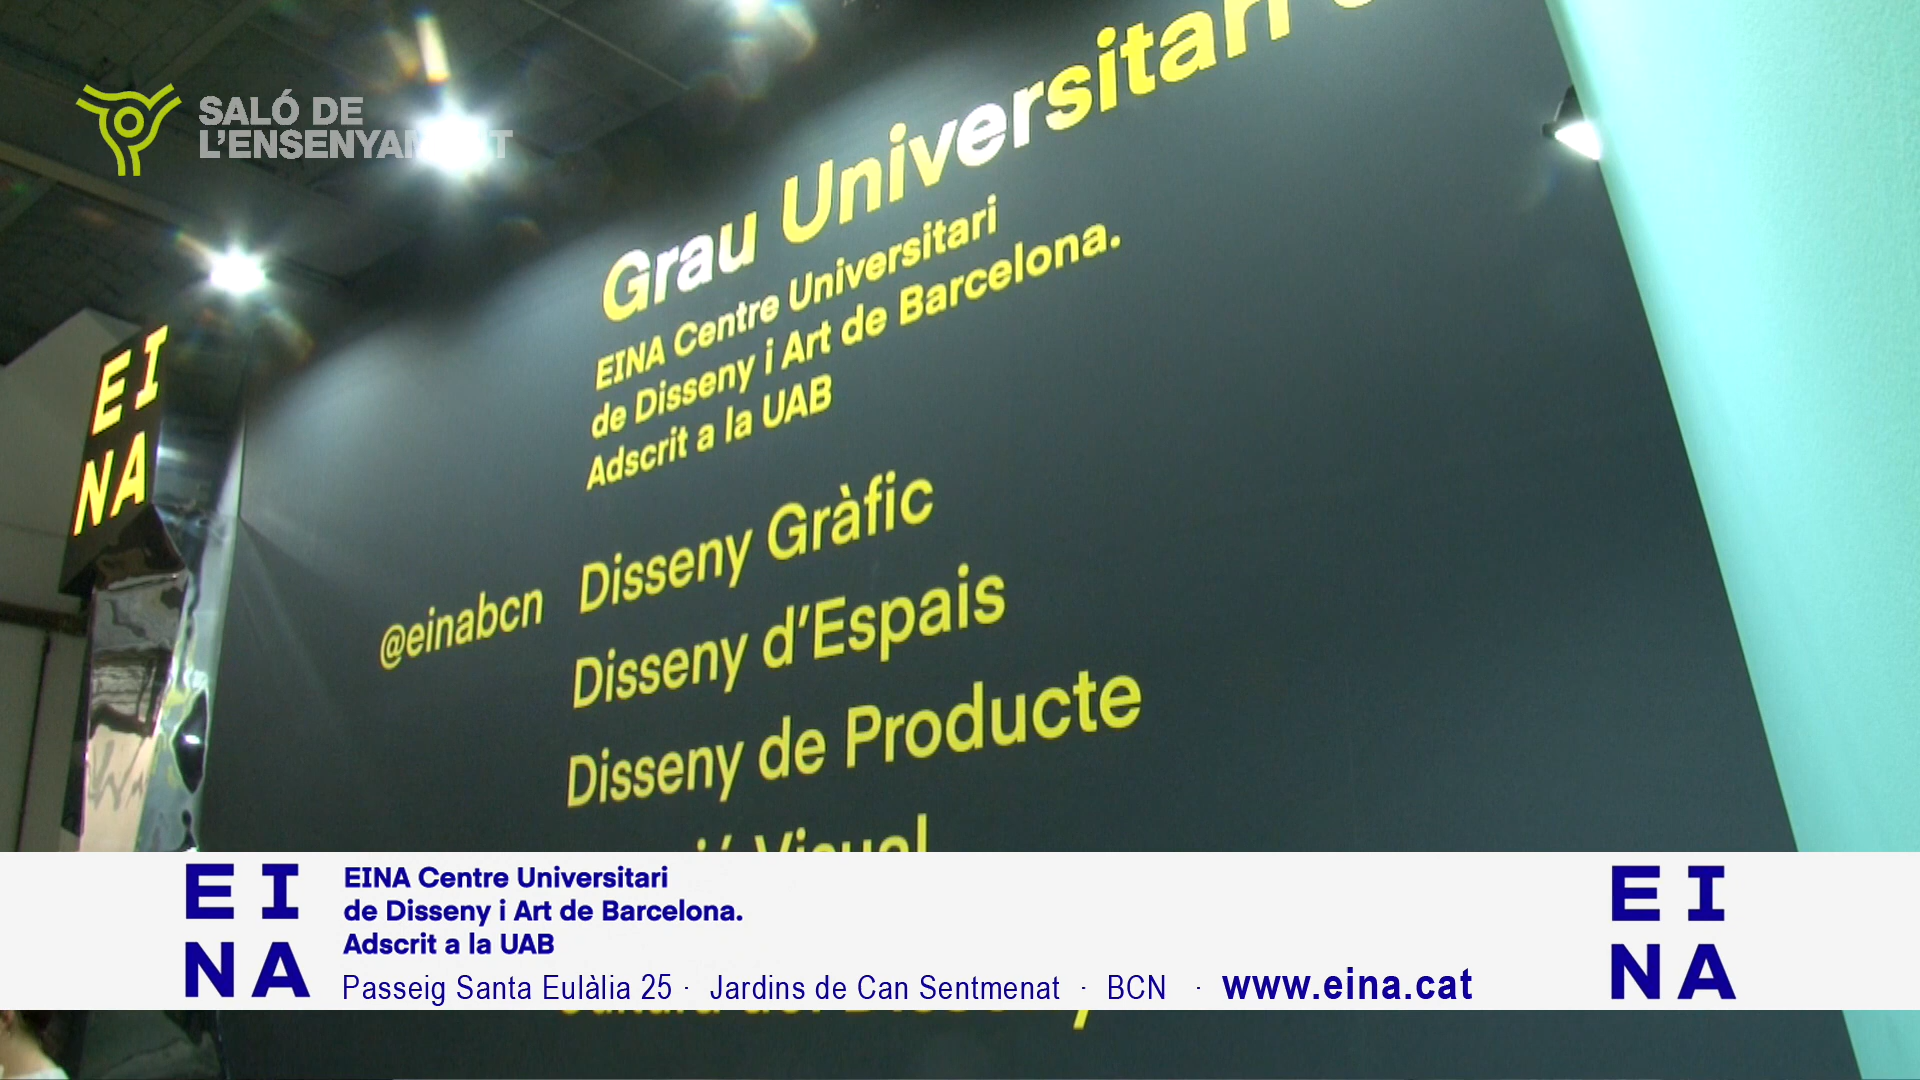 SALÓ DE
L'ENSENYAMENT
Grau Universitari
EINA Centre Universitari
de Disseny i Art de Barcelona.
Adscrit a la UAB
EI
NA
@einabcn
Disseny Gràfic
Disseny d'Espais
Disseny de Producte
Visual
EI
NA
EINA Centre Universitari
de Disseny i Art de Barcelona.
Adscrit a la UAB
Passeig Santa Eulàlia 25 · Jardins de Can Sentmenat · BCN · www.eina.cat
EI
NA